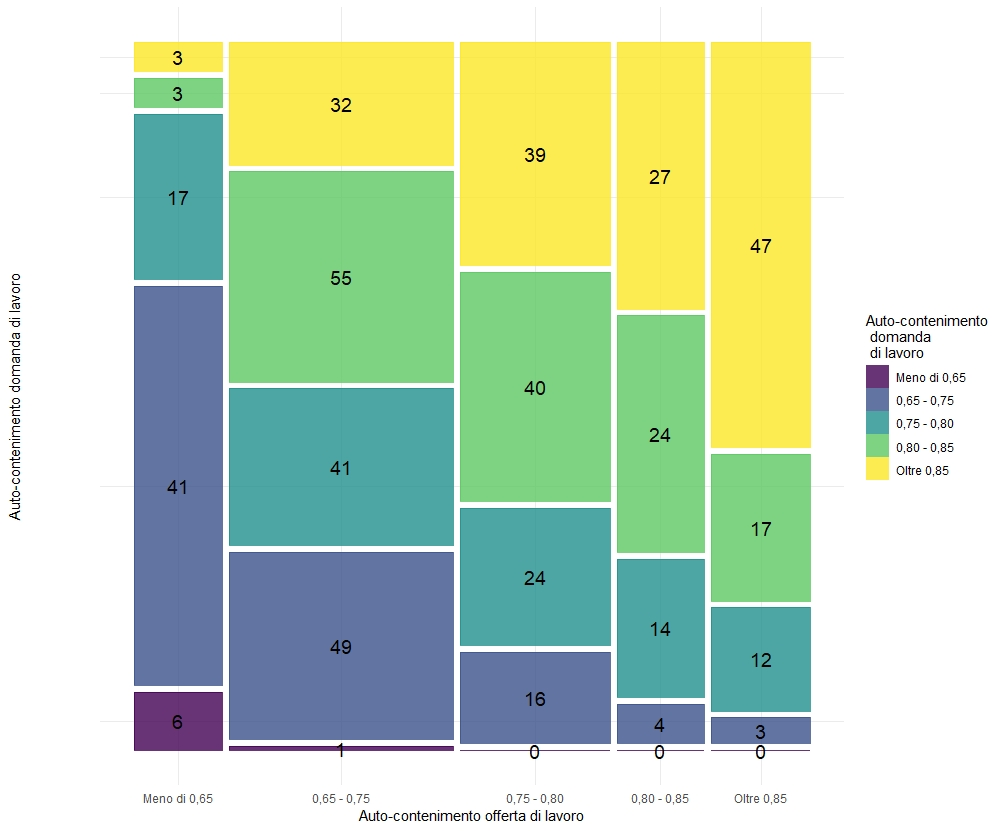 3
3
17
41
6
32
55
41
49
1
39
40
24
16
0
27
24
14
4
0
47
17
12
3
0
Meno di 0,65
0,65 - 0,75
0,75 - 0,80
0,80 - 0,85
Oltre 0,85
Auto-contenimento offerta di lavoro
Auto-contenimento domanda di lavoro
Auto-contenimento
domanda
di lavoro
Meno di 0,65
0,65 - 0,75
0,75 - 0,80
0,80 - 0,85
Oltre 0,85